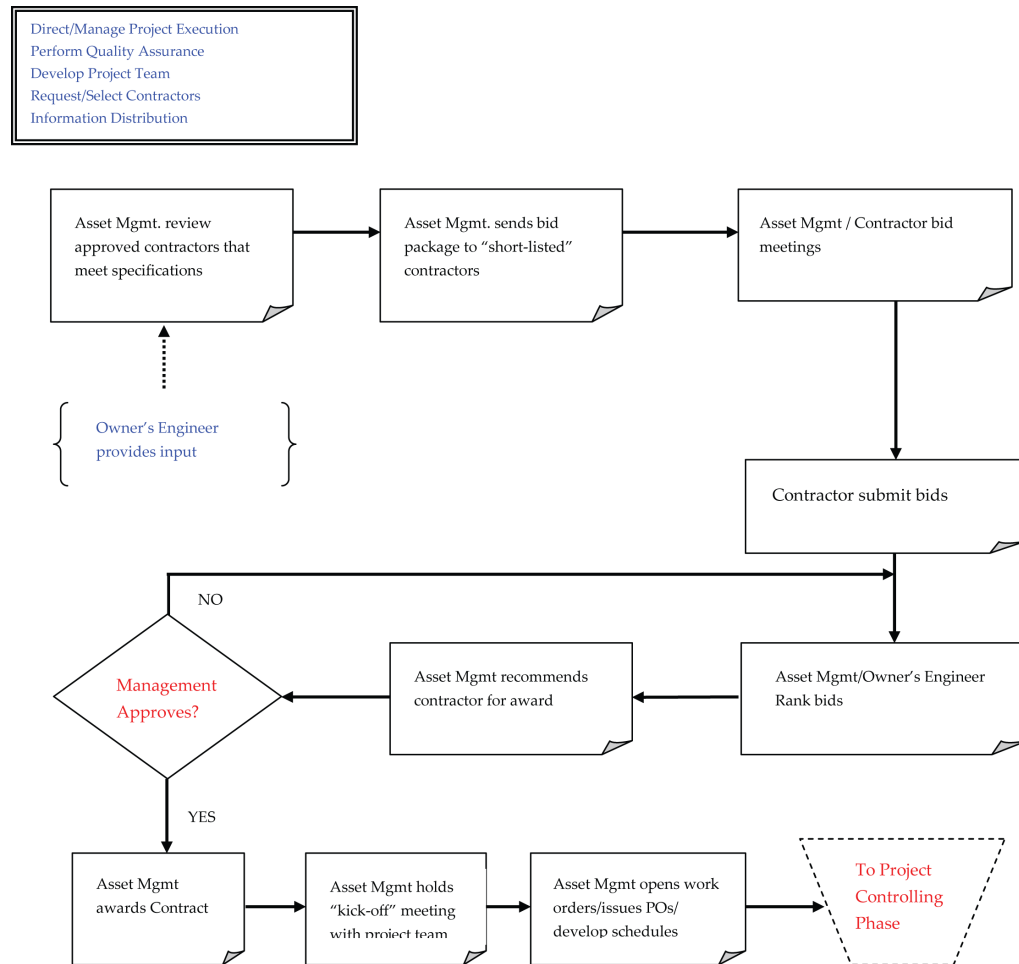 Direct/Manage Project Execution
Perform Quality Assurance
Develop Project Team
Request/Select Contractors
Information Distribution
Asset Mgmt. review
approved contractors that
meet specifications
Asset Mgmt. sends bid
package to “short-listed”
contractors
Asset Mgmt / Contractor bid
meetings
Owner’s Engineer
provides input
Contractor submit bids
NO
Management
Approves?
Asset Mgmt recommends
contractor for award
Asset Mgmt/Owner’s Engineer
Rank bids
YES
Asset Mgmt
awards Contract
Asset Mgmt holds
“kick-off” meeting
with project team
Asset Mgmt opens work
orders/issues POs/
develop schedules
To Project
Controlling
Phase